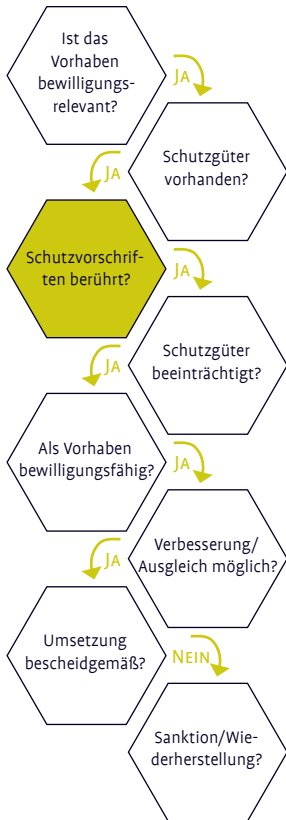 Ist das
Vorhaben
bewilligungs-
relevant?
JA
Schutzgüter
vorhanden?
JA
Schutzvorschrif-
ten berührt?
JA
Schutzgüter
beeinträchtigt?
JA
Als Vorhaben
bewilligungsfähig?
JA
Verbesserung/
Ausgleich möglich?
JA
Umsetzung
bescheidgemäß?
NEIN
Sanktion/Wie-
derherstellung?